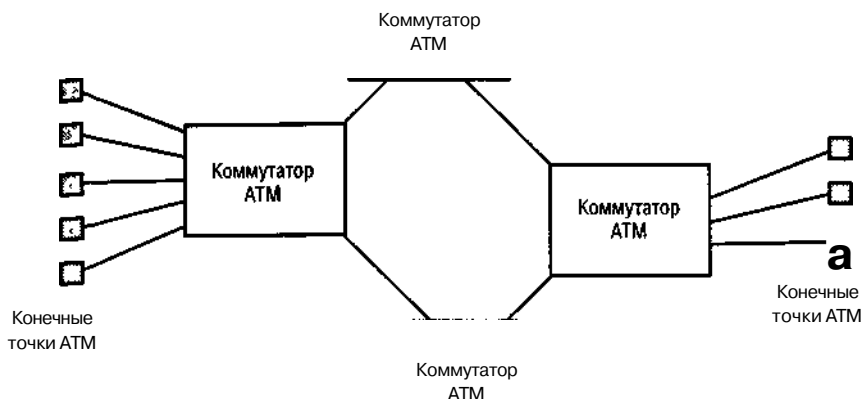 Коммутатор
ATM
Коммутатор
ATM
Коммутатор
ATM
а
Конечные
точки ATM
Конечные
точки ATM
Коммутатор
ATM